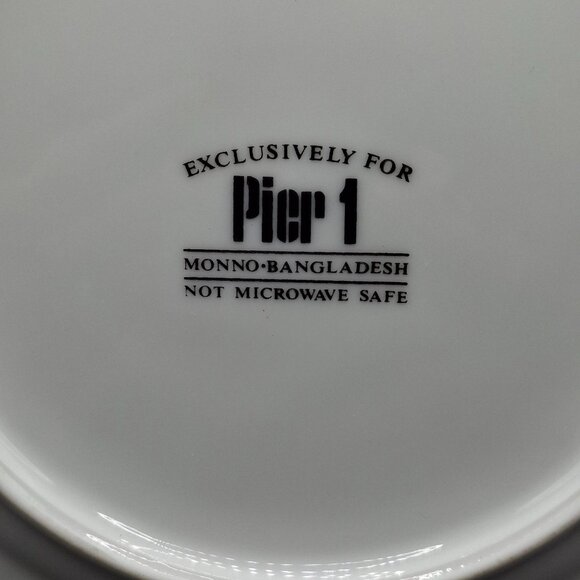 EXCLUSIVELY FOR
Pier 1
MONNO•BANGLADESH
NOT MICROWAVE SAFE